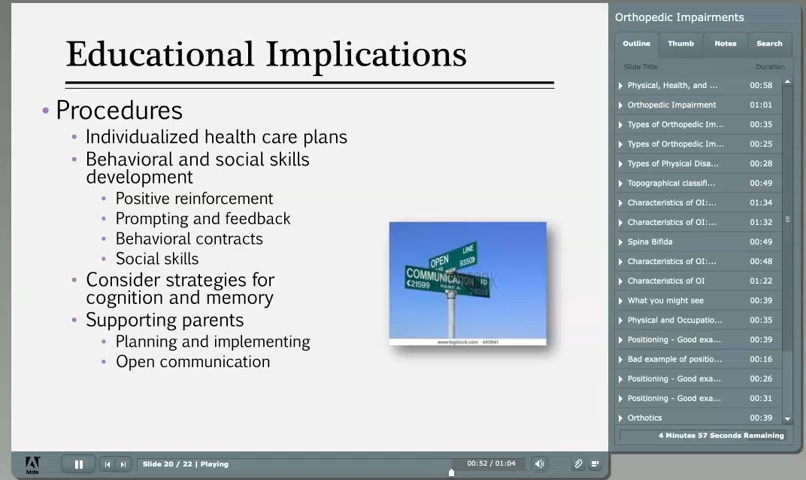 Educational Implications
• Procedures
• Individualized health care plans
• Behavioral and social skills
development
• Positive reinforcement
• Prompting and feedback
• Behavioral contracts
• Social skills
• Consider strategies for
cognition and memory
• Supporting parents
• Planning and implementing
• Open communication
LINE
OPEN
COMMUNICATION
21599
www.bigstock.com · 443941
Orthopedic Impairments
Outline Thumb Notes Search
Slide Title Duration
Physical, Health, and ... 00:58
Orthopedic Impairment 01:01
Types of Orthopedic Im... 00:35
Types of Orthopedic Im... 00:25
Types of Physical Disa... 00:28
Topographical classifi... 00:49
Characteristics of OI:... 01:34
Characteristics of OI:... 01:32
Spina Bifida 00:49
Characteristics of OI:... 00:48
Characteristics of OI 01:22
What you might see 00:39
Physical and Occupatio... 00:35
Positioning - Good exa... 00:39
Bad example of positio... 00:16
Positioning - Good exa... 00:26
Positioning - Good exa... 00:31
Orthotics 00:39
4 Minutes 57 Seconds Remaining
Adobe
Slide 20 / 22 | Playing
00:52 / 01:04